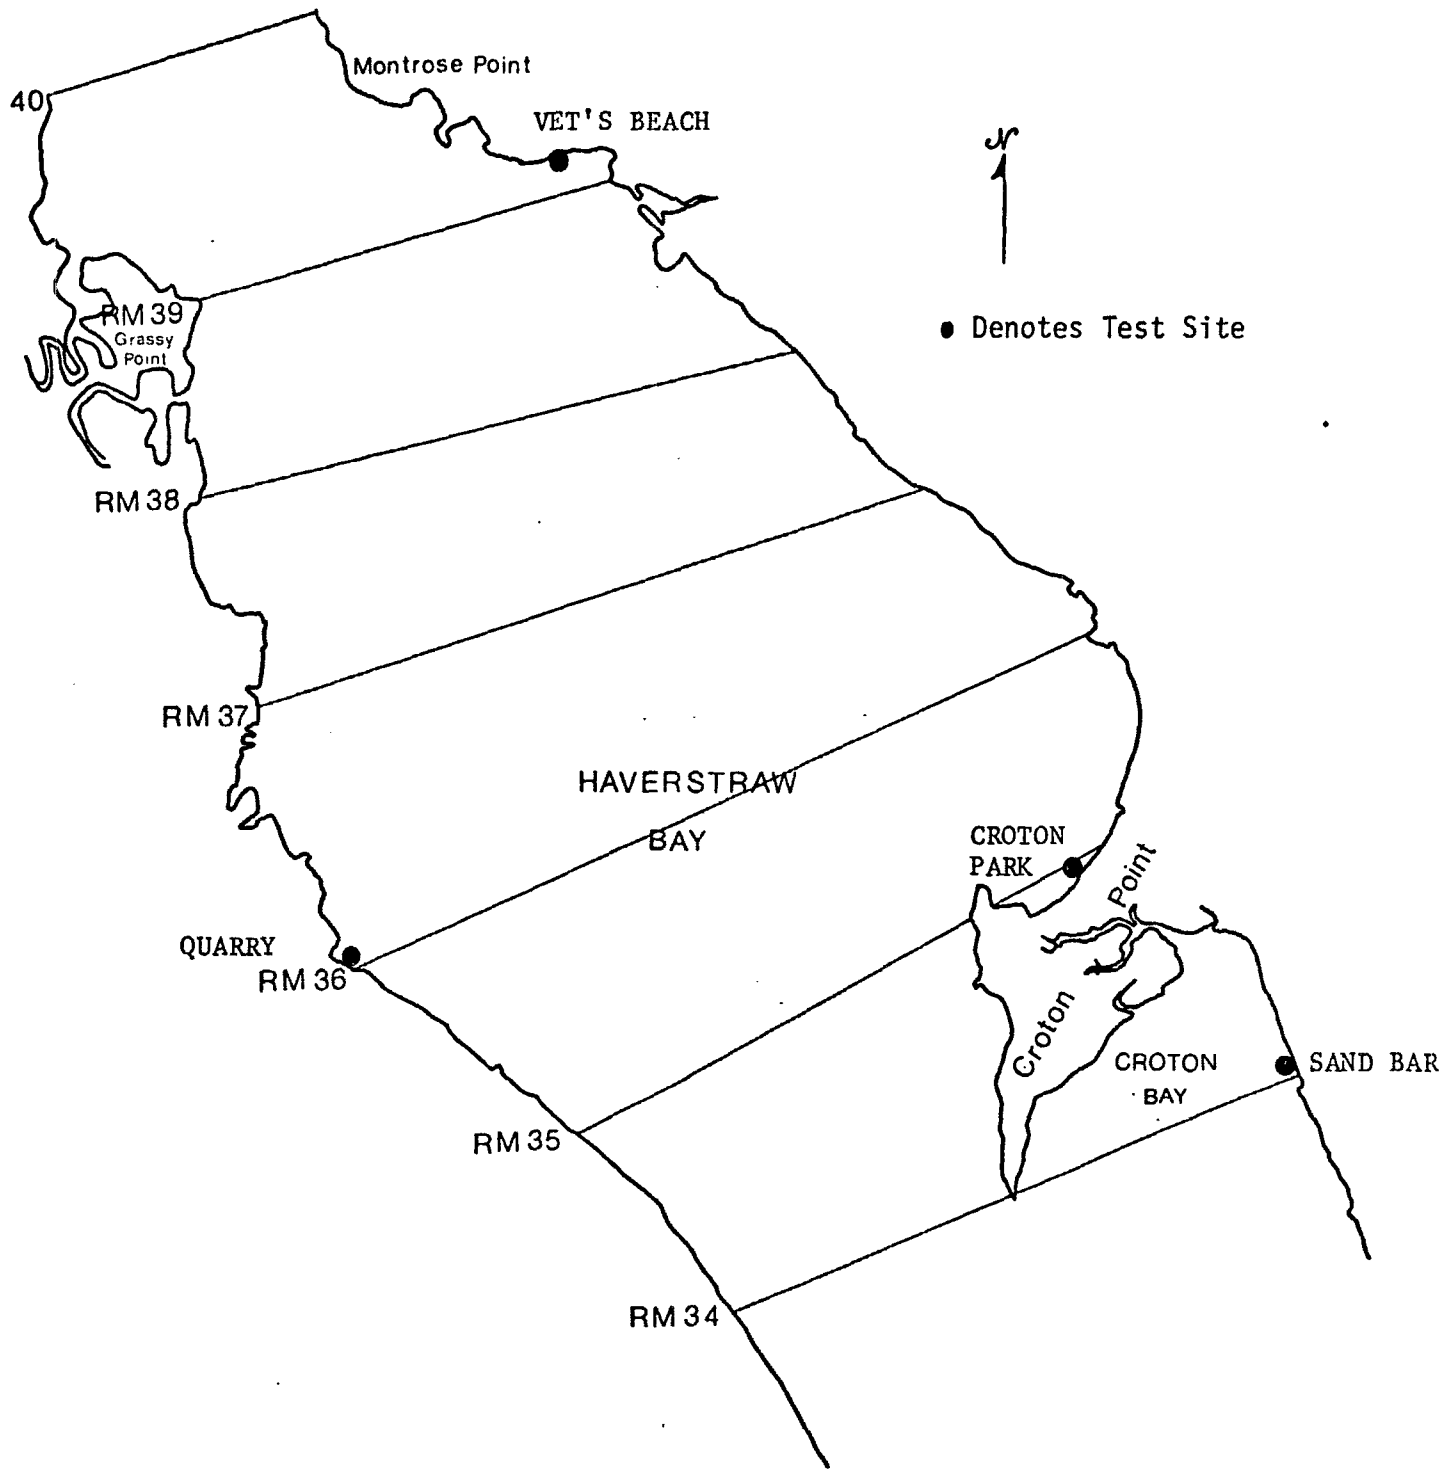 Montrose Point
40
VET'S BEACH
N
RM 39
Grassy
Point
● Denotes Test Site
RM 38
RM 37
HAVERSTRAW
BAY
CROTON
PARK
Croton Point
QUARRY
RM 36
CROTON
BAY
SAND BAR
RM 35
RM 34